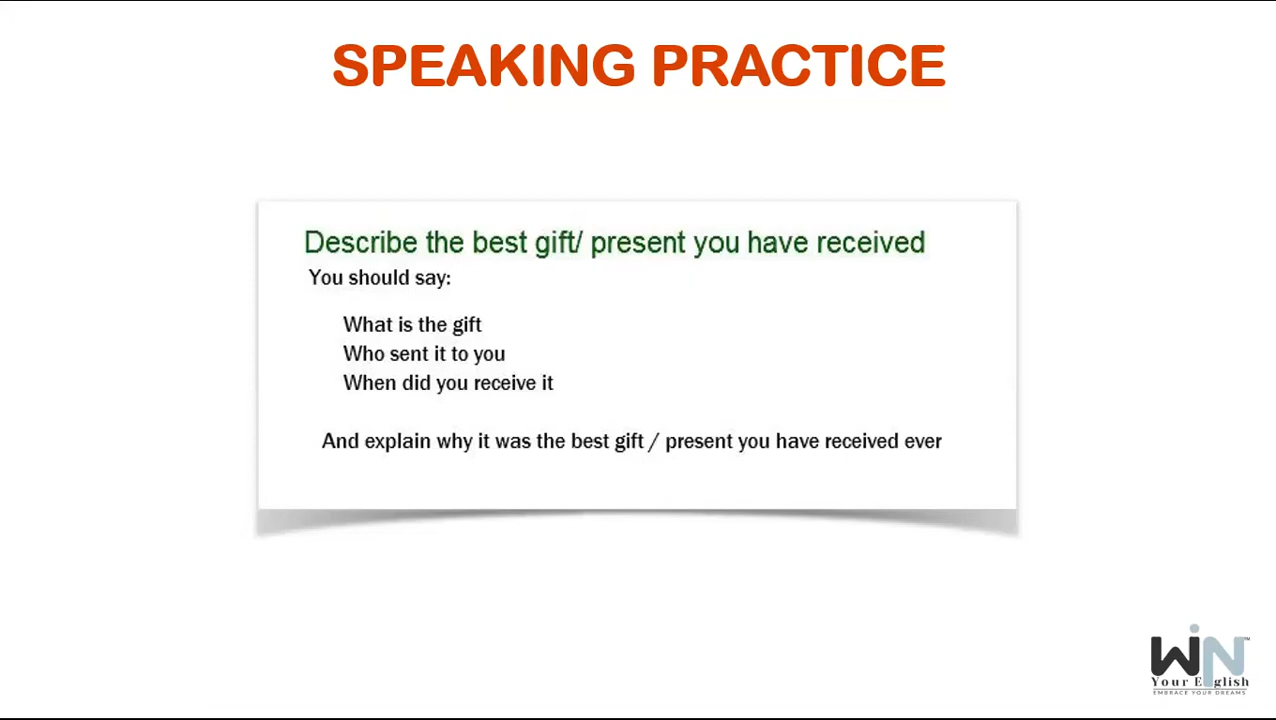 SPEAKING PRACTICE
Describe the best gift/ present you have received
You should say:
What is the gift
Who sent it to you
When did you receive it
And explain why it was the best gift / present you have received ever
WiN™
Your English
EMBRACE YOUR DREAMS